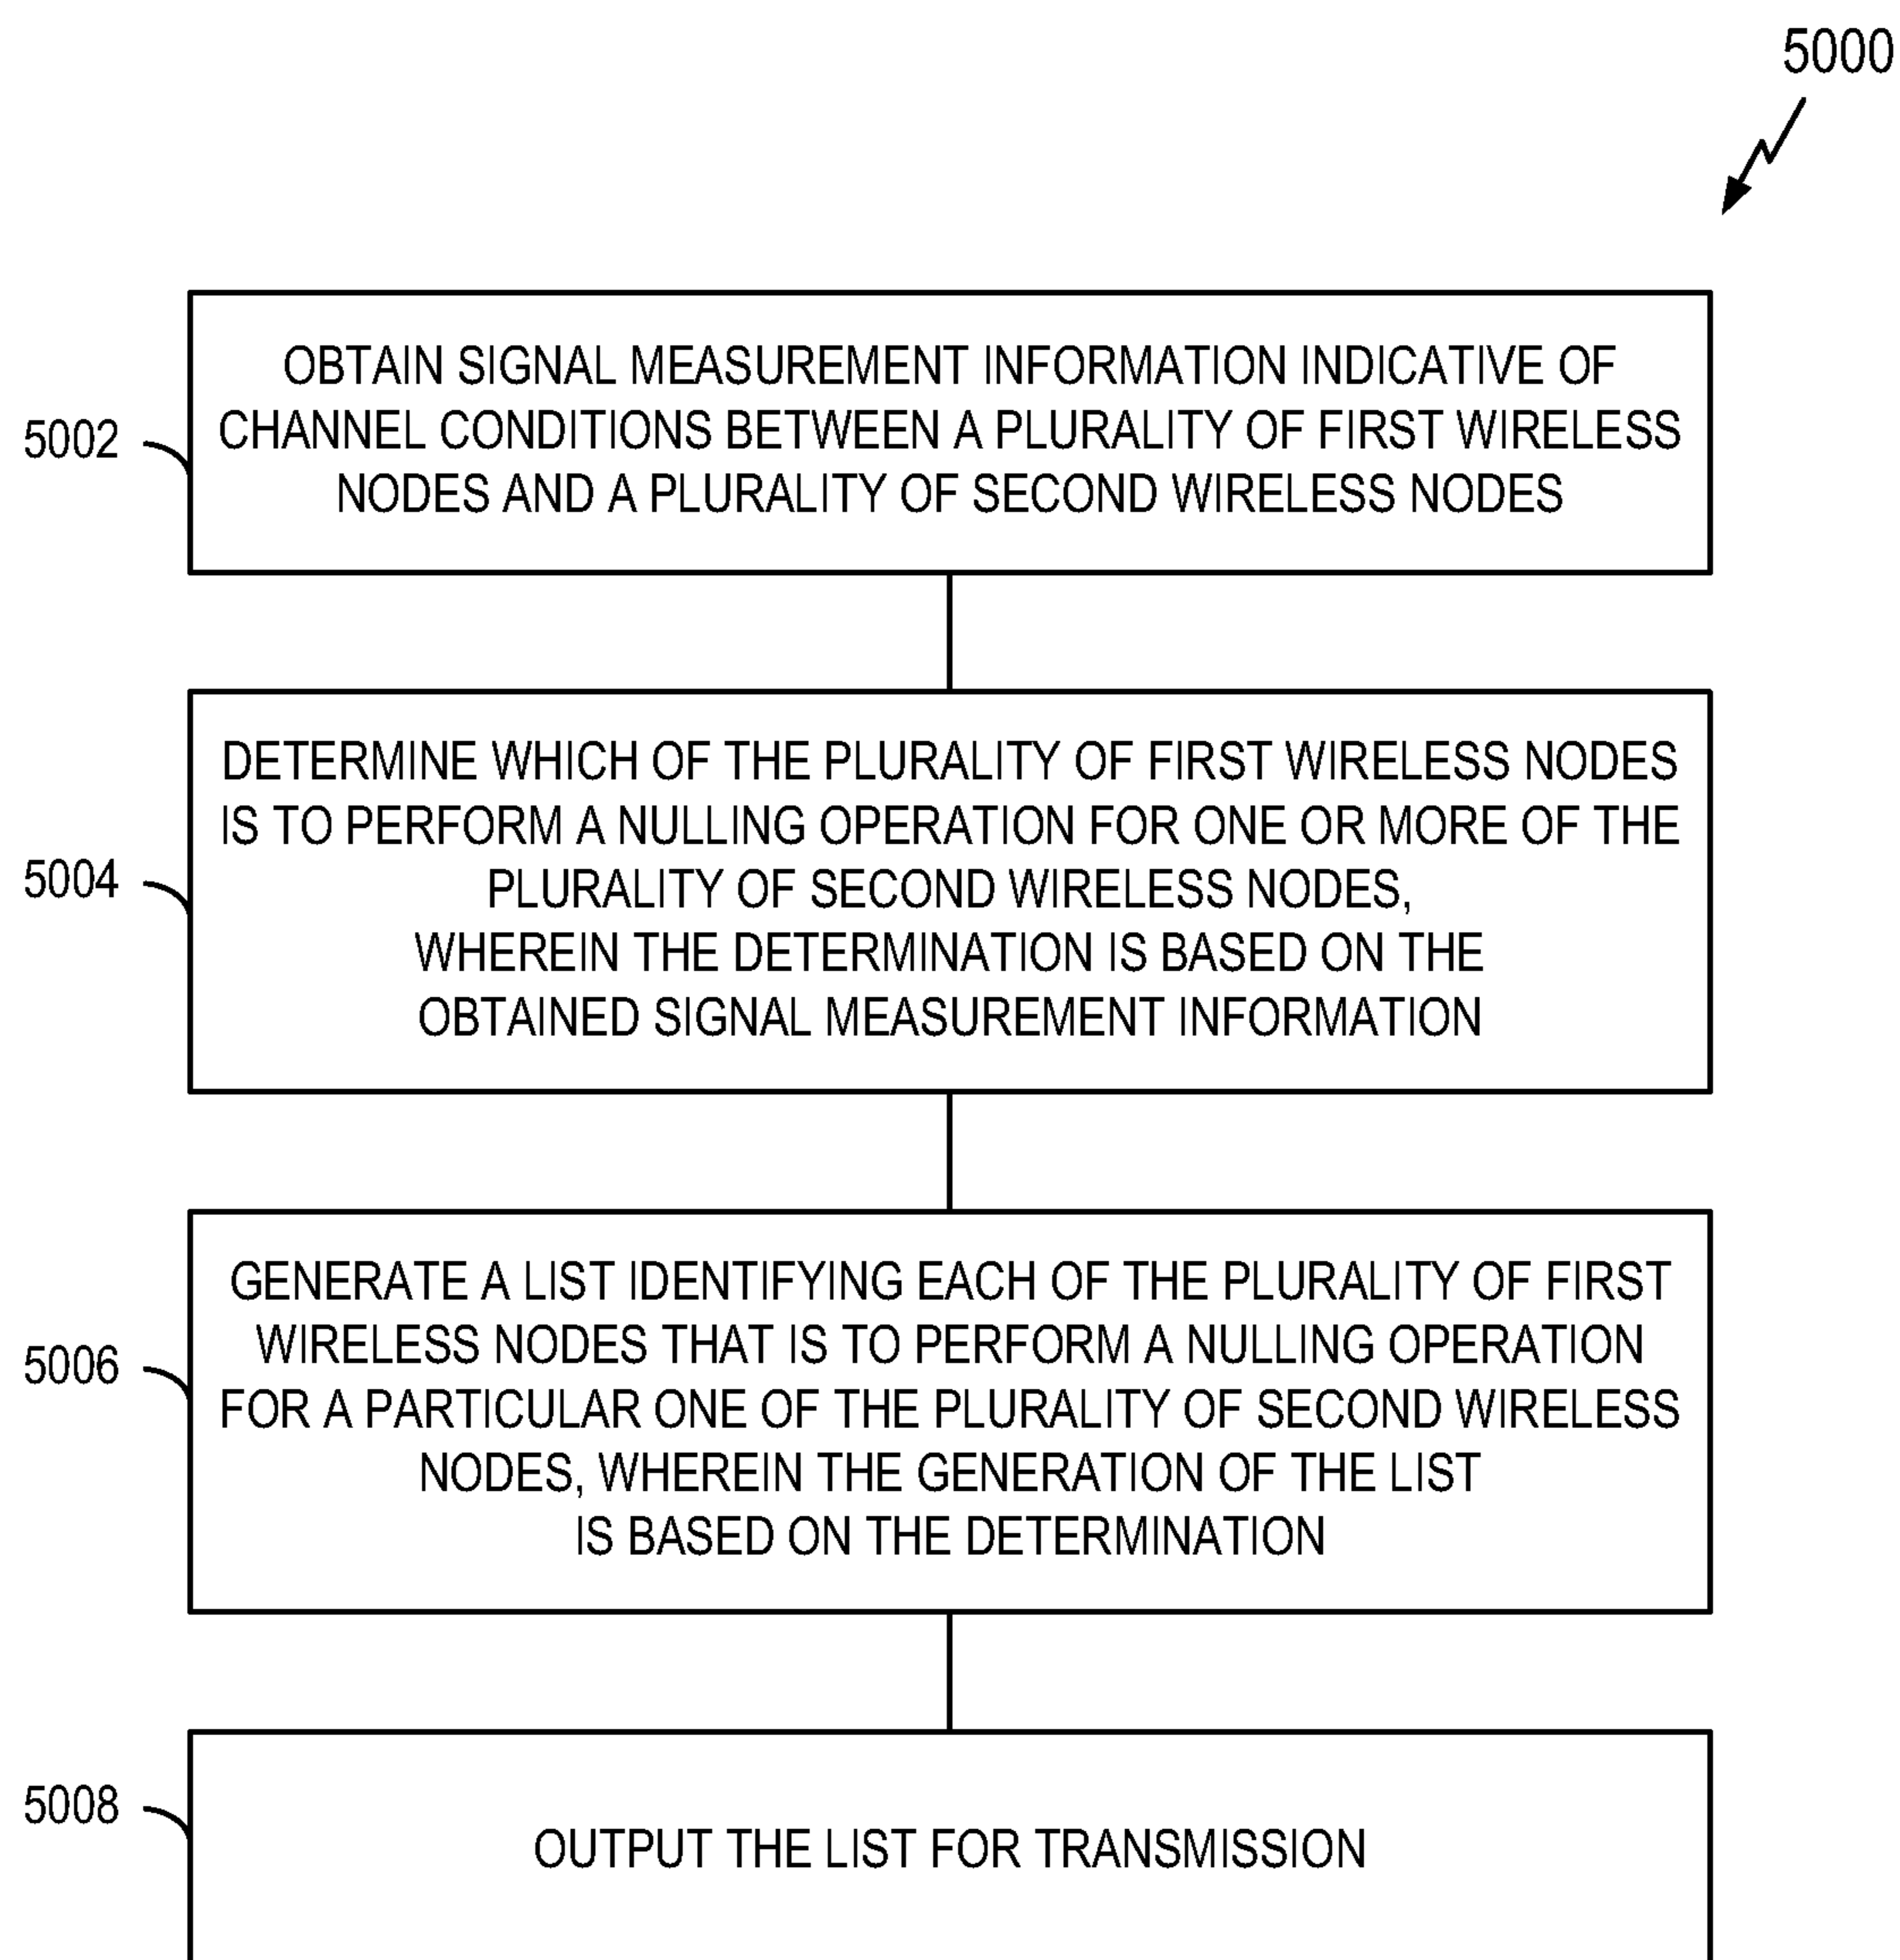 5000
OBTAIN SIGNAL MEASUREMENT INFORMATION INDICATIVE OF
CHANNEL CONDITIONS BETWEEN A PLURALITY OF FIRST WIRELESS
NODES AND A PLURALITY OF SECOND WIRELESS NODES
5002
DETERMINE WHICH OF THE PLURALITY OF FIRST WIRELESS NODES
IS TO PERFORM A NULLING OPERATION FOR ONE OR MORE OF THE
PLURALITY OF SECOND WIRELESS NODES,
WHEREIN THE DETERMINATION IS BASED ON THE
OBTAINED SIGNAL MEASUREMENT INFORMATION
5004
GENERATE A LIST IDENTIFYING EACH OF THE PLURALITY OF FIRST
WIRELESS NODES THAT IS TO PERFORM A NULLING OPERATION
FOR A PARTICULAR ONE OF THE PLURALITY OF SECOND WIRELESS
NODES, WHEREIN THE GENERATION OF THE LIST
IS BASED ON THE DETERMINATION
5006
OUTPUT THE LIST FOR TRANSMISSION
5008